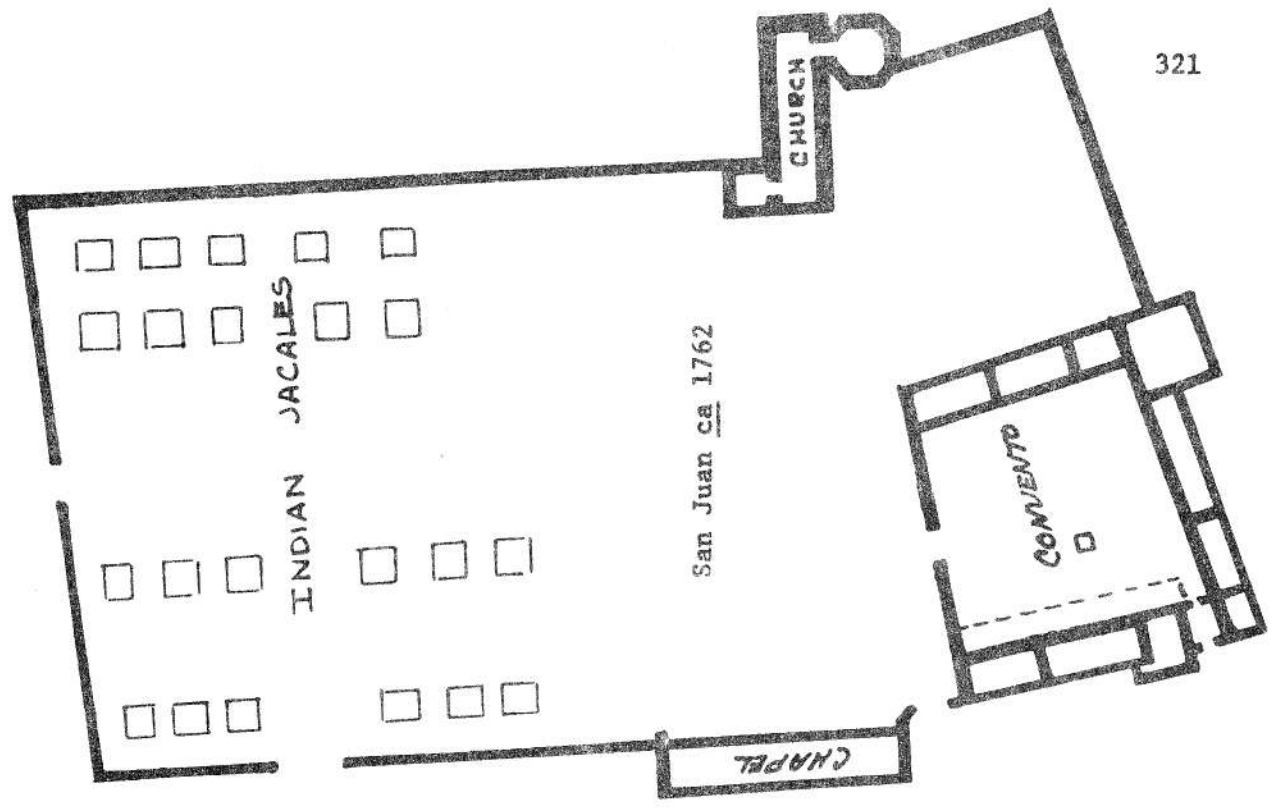 321
CHURCH
INDIAN JACALES
San Juan ca 1762
CONVENTO
CHAPEL